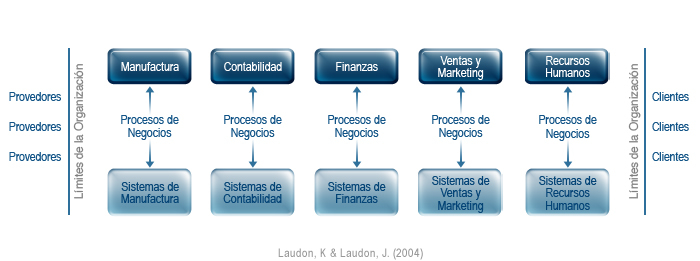 Manufactura
Contabilidad
Finanzas
Ventas y
Marketing
Recursos
Humanos
Provedores
Provedores
Provedores
Límites de la Organización
Procesos de
Negocios
Procesos de
Negocios
Procesos de
Negocios
Procesos de
Negocios
Procesos de
Negocios
Límites de la Organización
Clientes
Clientes
Clientes
Sistemas de
Manufactura
Sistemas de
Contabilidad
Sistemas de
Finanzas
Sistemas de
Ventas y
Marketing
Sistemas de
Recursos
Humanos
Laudon, K & Laudon, J. (2004)